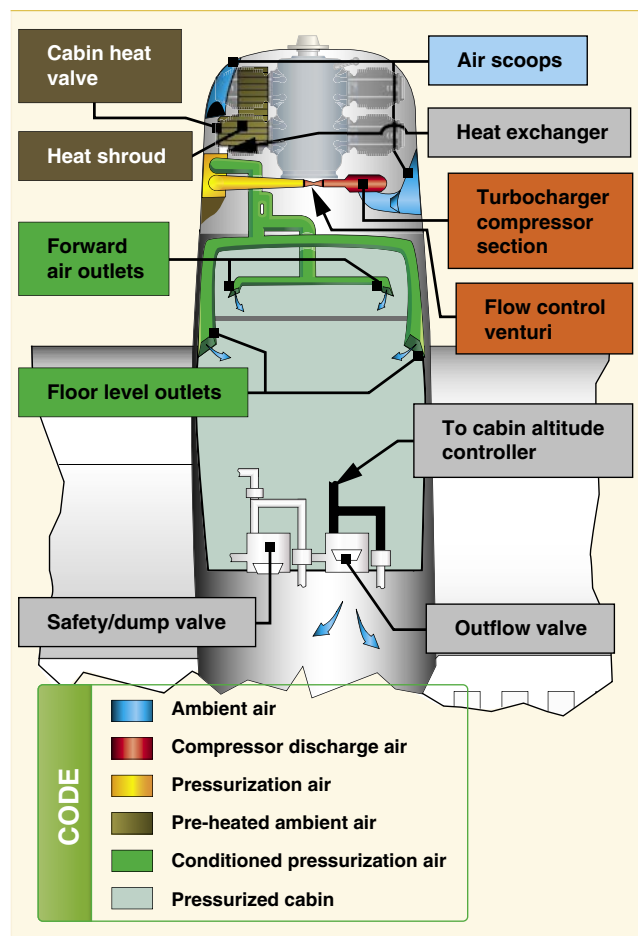 Cabin heat
valve
Air scoops
Heat exchanger
Heat shroud
Turbocharger
compressor
section
Forward
air outlets
Flow control
venturi
Floor level outlets
To cabin altitude
controller
Safety/dump valve
Outflow valve
CODE
Ambient air
Compressor discharge air
Pressurization air
Pre-heated ambient air
Conditioned pressurization air
Pressurized cabin